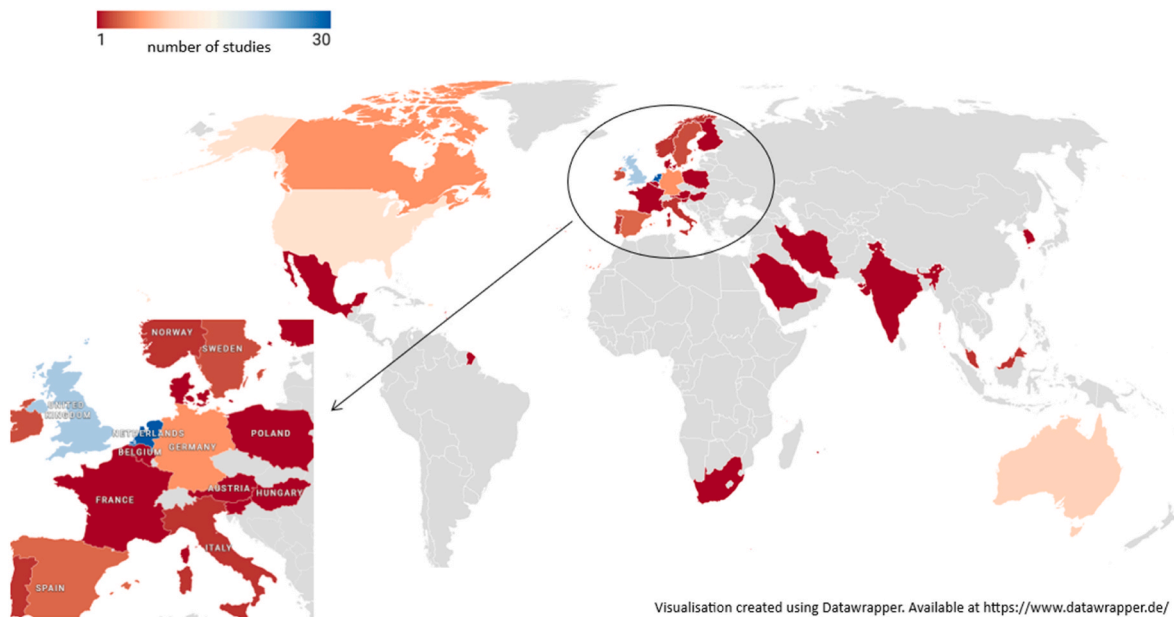 1
30
number of studies
NORWAY
SWEDEN
UNITED
KINGDOM
NETHERLANDS
GERMANY
POLAND
BELGIUM
AUSTRIA
HUNGARY
FRANCE
ITALY
SPAIN
Visualisation created using Datawrapper. Available at https://www.datawrapper.de/